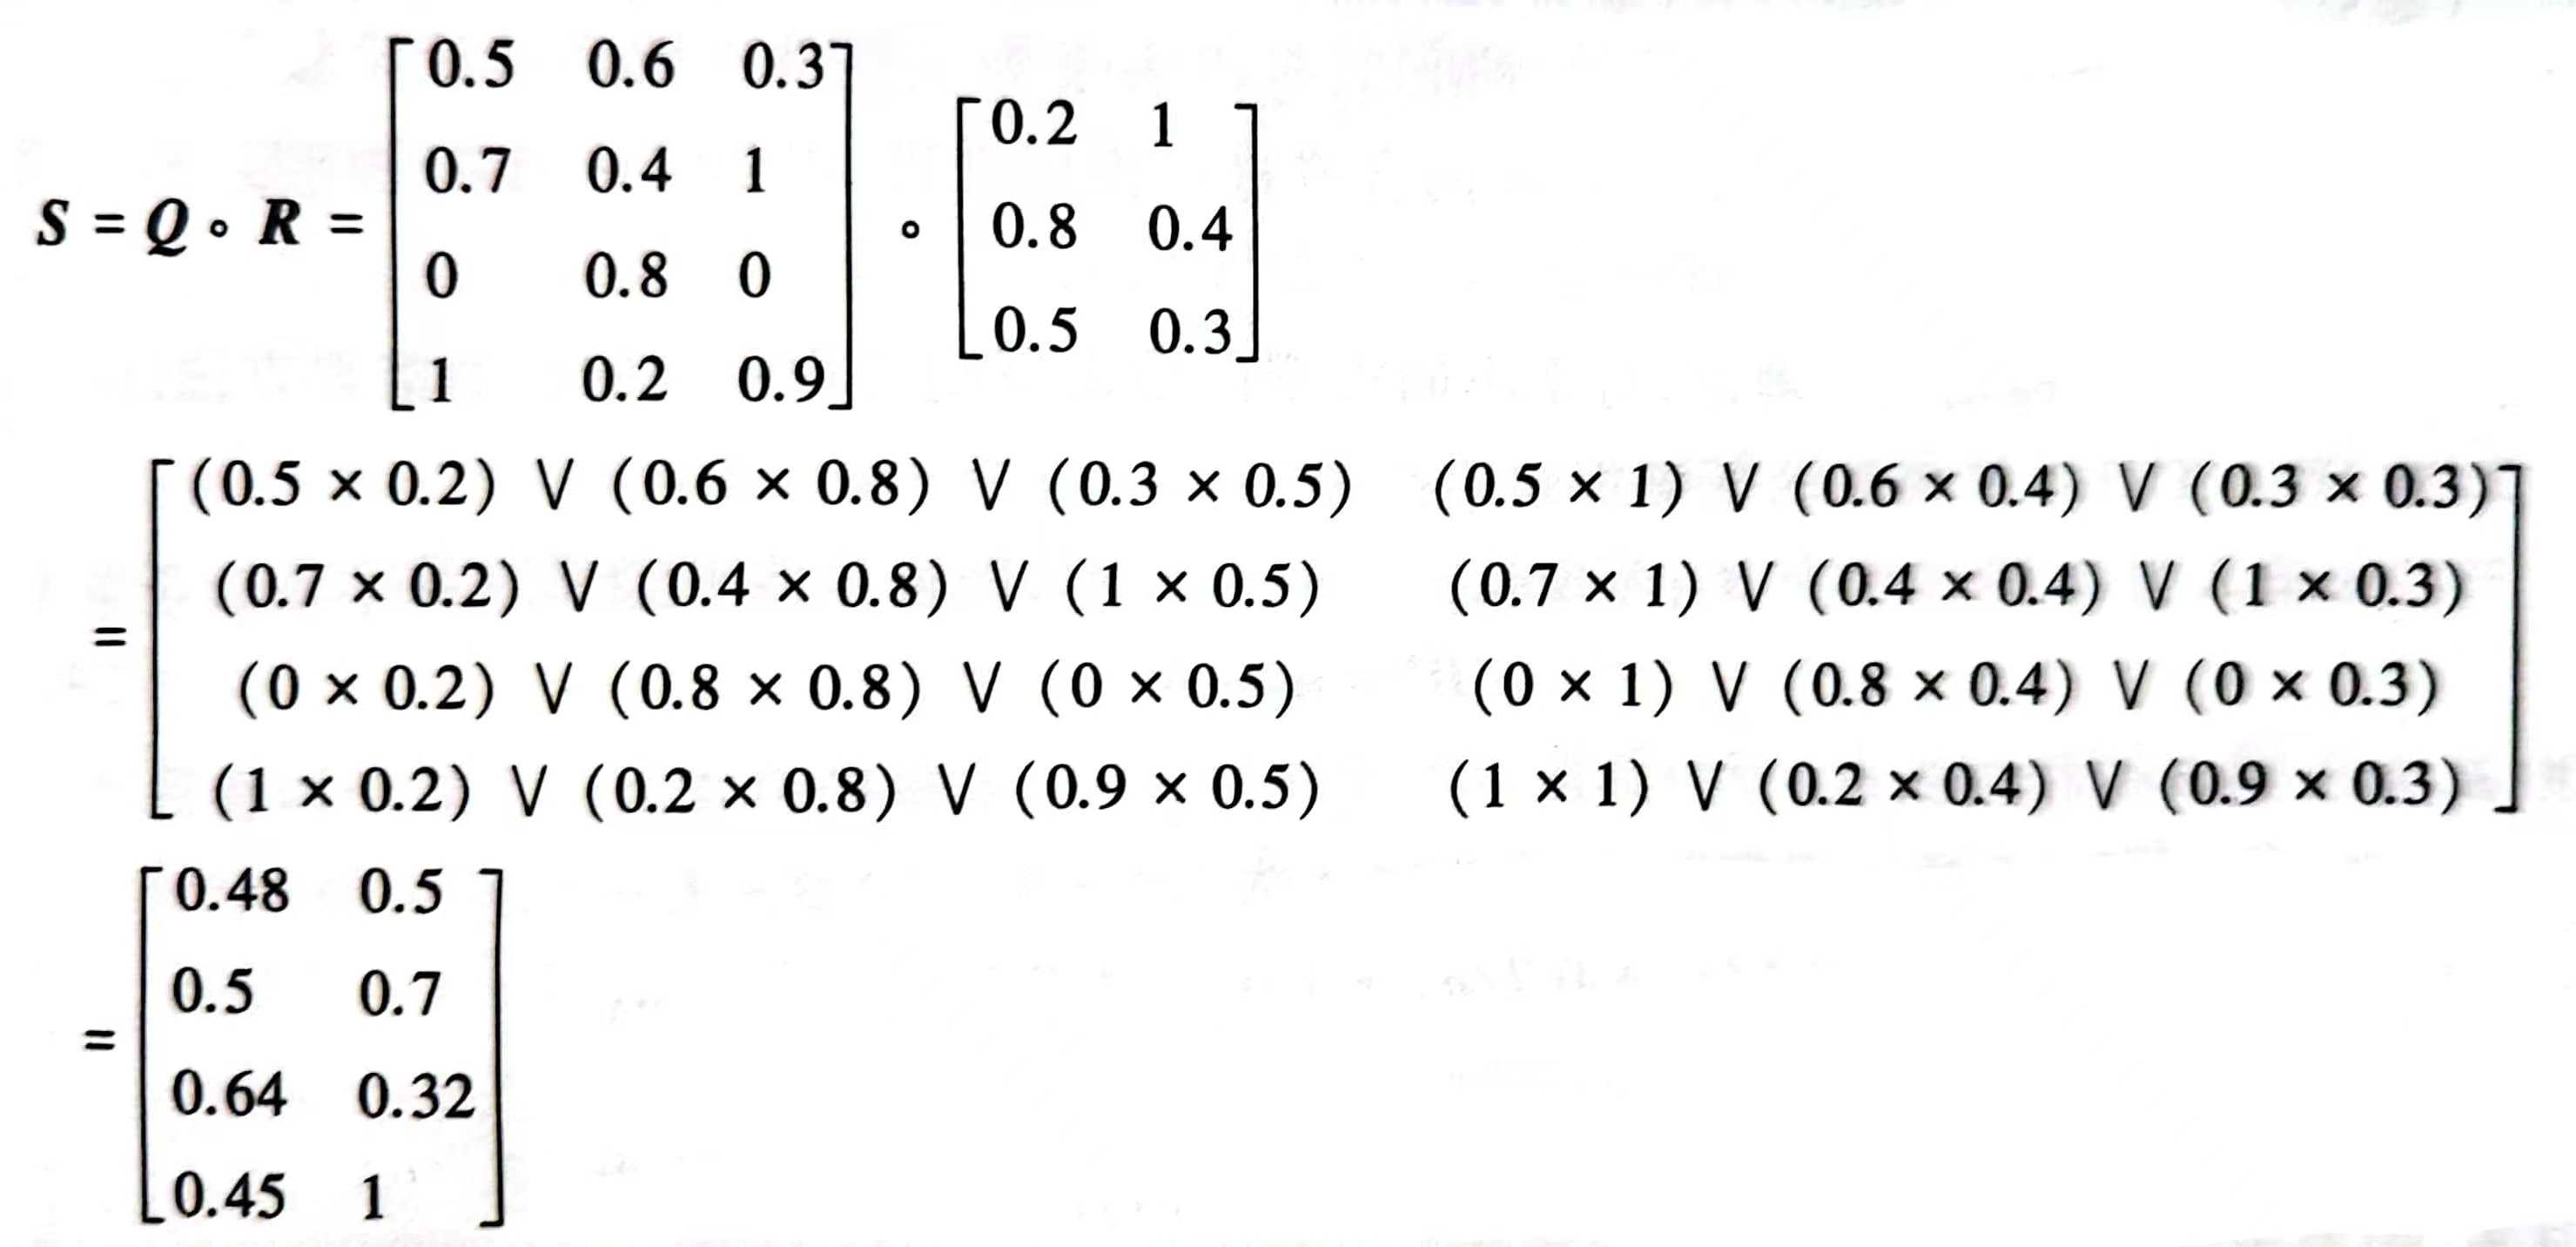 S = Q ∘ R = [0.5 0.6 0.3; 0.7 0.4 1; 0 0.8 0; 1 0.2 0.9] ∘ [0.2 1; 0.8 0.4; 0.5 0.3]
= [(0.5 × 0.2) ∨ (0.6 × 0.8) ∨ (0.3 × 0.5) (0.5 × 1) ∨ (0.6 × 0.4) ∨ (0.3 × 0.3)
(0.7 × 0.2) ∨ (0.4 × 0.8) ∨ (1 × 0.5) (0.7 × 1) ∨ (0.4 × 0.4) ∨ (1 × 0.3)
(0 × 0.2) ∨ (0.8 × 0.8) ∨ (0 × 0.5) (0 × 1) ∨ (0.8 × 0.4) ∨ (0 × 0.3)
(1 × 0.2) ∨ (0.2 × 0.8) ∨ (0.9 × 0.5) (1 × 1) ∨ (0.2 × 0.4) ∨ (0.9 × 0.3)]
= [0.48 0.5
0.5 0.7
0.64 0.32
0.45 1]